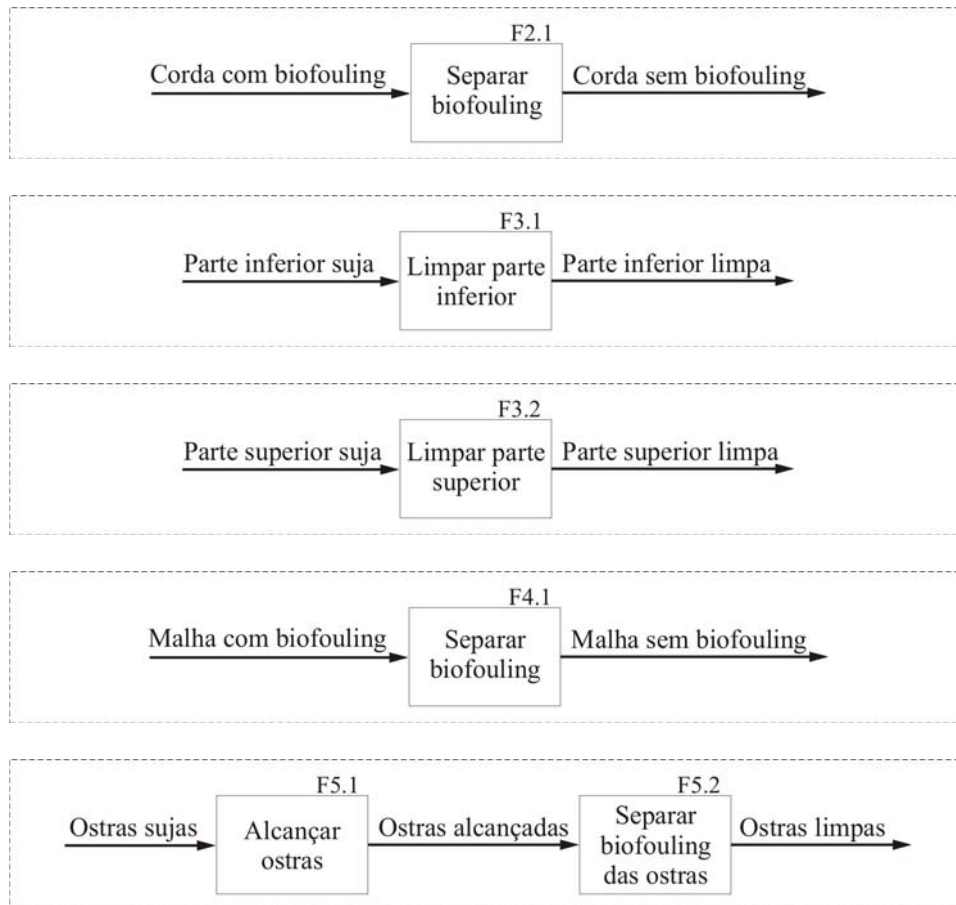 F2.1
Corda com biofouling
Separar
biofouling
Corda sem biofouling
F3.1
Parte inferior suja
Limpar parte
inferior
Parte inferior limpa
F3.2
Parte superior suja
Limpar parte
superior
Parte superior limpa
F4.1
Malha com biofouling
Separar
biofouling
Malha sem biofouling
F5.1
Ostras sujas
Alcançar
ostras
Ostras alcançadas
F5.2
Separar
biofouling
das ostras
Ostras limpas